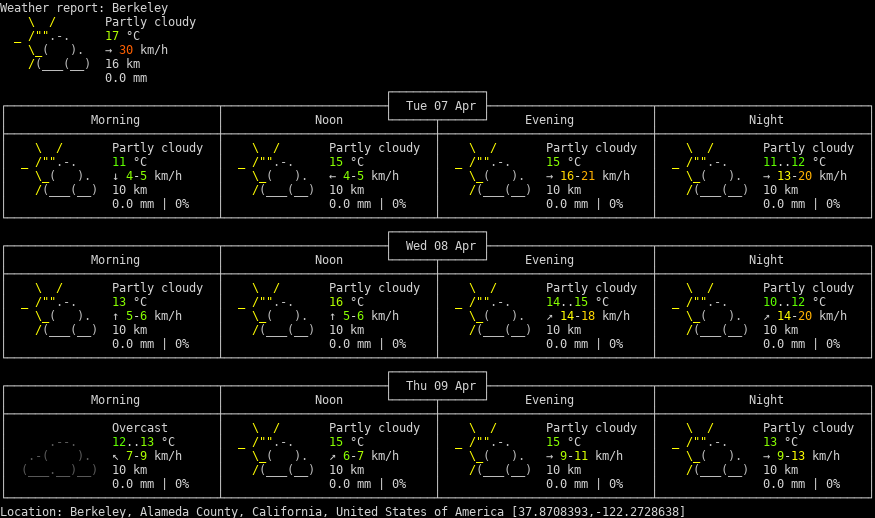 Weather report: Berkeley
Partly cloudy
17 °C
→ 30 km/h
16 km
0.0 mm
Tue 07 Apr
Morning Noon Evening Night
Partly cloudy Partly cloudy Partly cloudy Partly cloudy
11 °C 15 °C 15 °C 11..12 °C
↓ 4-5 km/h ← 4-5 km/h → 16-21 km/h → 13-20 km/h
10 km 10 km 10 km 10 km
0.0 mm | 0% 0.0 mm | 0% 0.0 mm | 0% 0.0 mm | 0%
Wed 08 Apr
Morning Noon Evening Night
Partly cloudy Partly cloudy Partly cloudy Partly cloudy
13 °C 16 °C 14..15 °C 10..12 °C
↑ 5-6 km/h ↑ 5-6 km/h ↗ 14-18 km/h ↗ 14-20 km/h
10 km 10 km 10 km 10 km
0.0 mm | 0% 0.0 mm | 0% 0.0 mm | 0% 0.0 mm | 0%
Thu 09 Apr
Morning Noon Evening Night
Overcast Partly cloudy Partly cloudy Partly cloudy
12..13 °C 15 °C 15 °C 13 °C
↖ 7-9 km/h ↗ 6-7 km/h → 9-11 km/h → 9-13 km/h
10 km 10 km 10 km 10 km
0.0 mm | 0% 0.0 mm | 0% 0.0 mm | 0% 0.0 mm | 0%
Location: Berkeley, Alameda County, California, United States of America [37.8708393,-122.2728638]